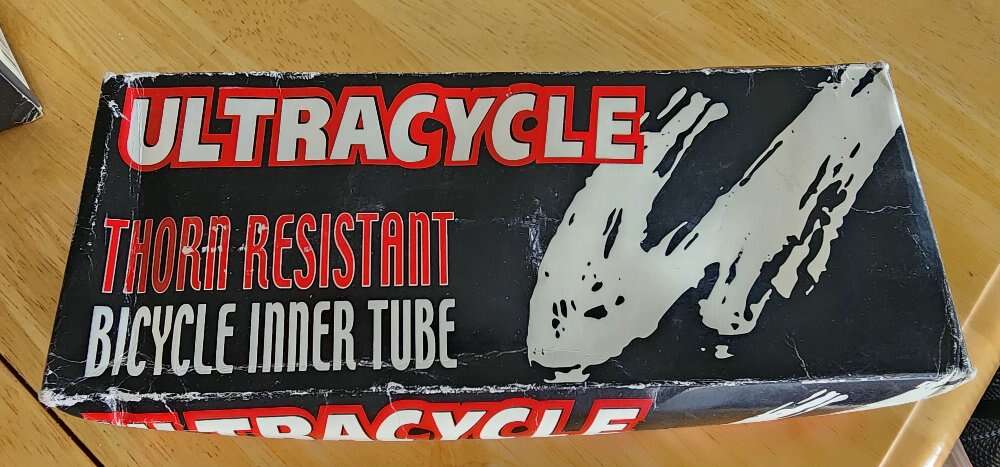 ULTRACYCLE
THORN RESISTANT
BICYCLE INNER TUBE
ULTRACYCLE